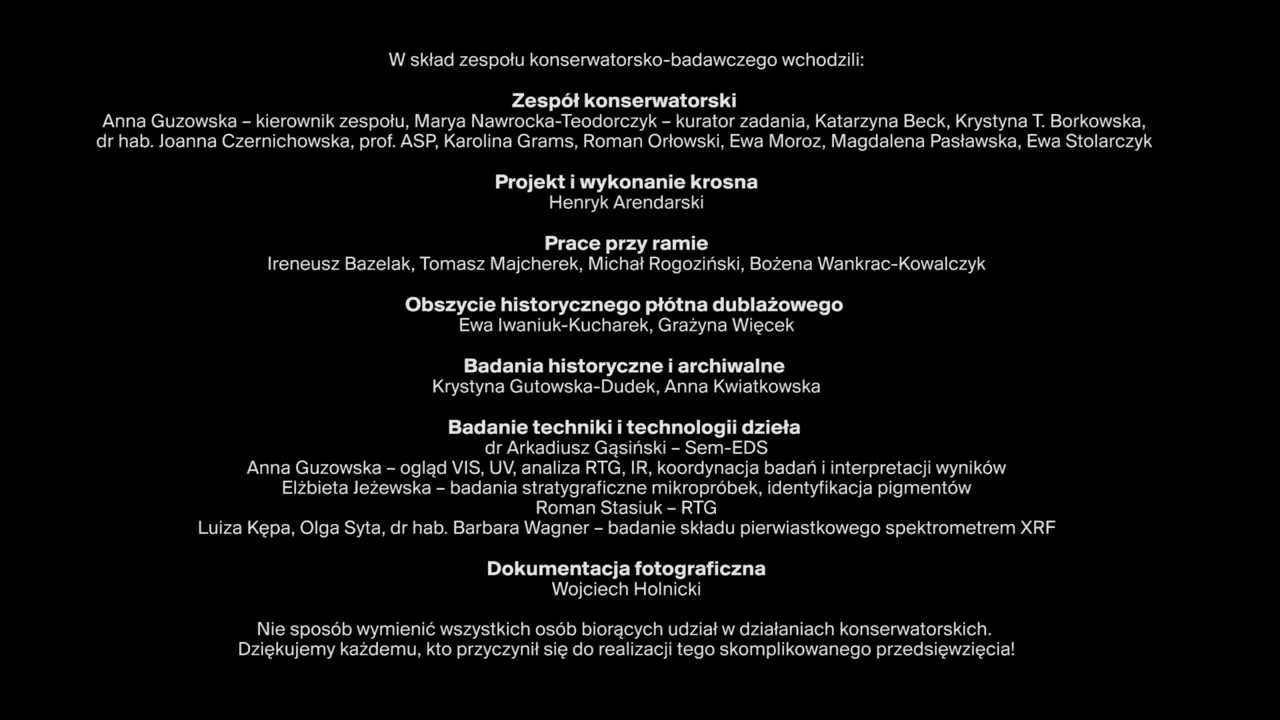 W skład zespołu konserwatorsko-badawczego wchodzili:
Zespół konserwatorski
Anna Guzowska – kierownik zespołu, Marya Nawrocka-Teodorczyk – kurator zadania, Katarzyna Beck, Krystyna T. Borkowska,
dr hab. Joanna Czernichowska, prof. ASP, Karolina Grams, Roman Orłowski, Ewa Moroz, Magdalena Pasławska, Ewa Stolarczyk
Projekt i wykonanie krosna
Henryk Arendarski
Prace przy ramie
Ireneusz Bazelak, Tomasz Majcherek, Michał Rogoziński, Bożena Wankrac-Kowalczyk
Obszycie historycznego płótna dublażowego
Ewa Iwaniuk-Kucharek, Grażyna Więcek
Badania historyczne i archiwalne
Krystyna Gutowska-Dudek, Anna Kwiatkowska
Badanie techniki i technologii dzieła
dr Arkadiusz Gąsiński – Sem-EDS
Anna Guzowska – ogląd VIS, UV, analiza RTG, IR, koordynacja badań i interpretacji wyników
Elżbieta Jeżewska – badania stratygraficzne mikropróbek, identyfikacja pigmentów
Roman Stasiuk – RTG
Luiza Kępa, Olga Syta, dr hab. Barbara Wagner – badanie składu pierwiastkowego spektrometrem XRF
Dokumentacja fotograficzna
Wojciech Holnicki
Nie sposób wymienić wszystkich osób biorących udział w działaniach konserwatorskich.
Dziękujemy każdemu, kto przyczynił się do realizacji tego skomplikowanego przedsięwzięcia!